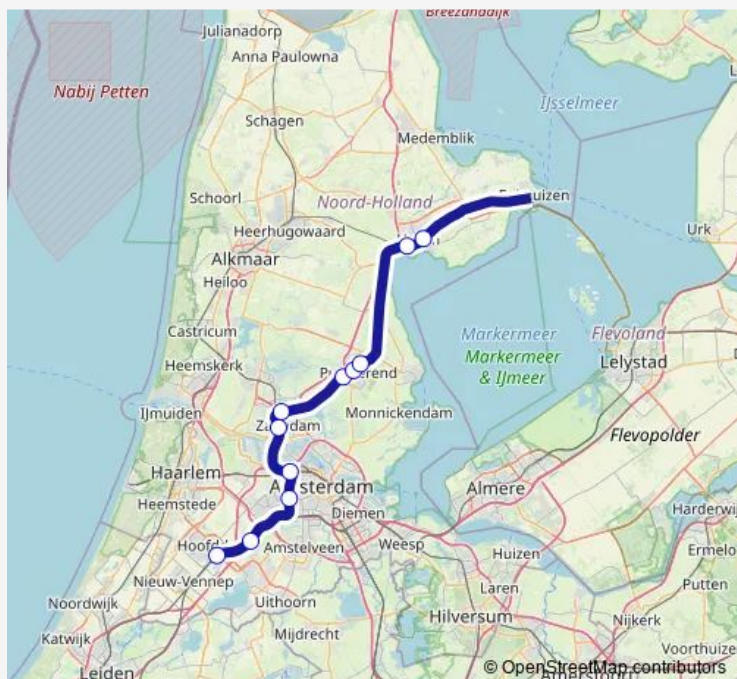 Breezanddijk
Julianadorp
Anna Paulowna
Nabij Petten
IJsselmeer
Schagen
Medemblik
Schoorl
Noord-Holland
Heerhugowaard
Urk
Alkmaar
Heiloo
Castricum
Markermeer
Flevoland
Markermeer
& IJmeer
Lelystad
Heemskerk
Monnickendam
IJmuiden
Flevopolder
Haarlem
Amsterdam
Almere
Heemstede
Diemen
Harderwij
Amstelveen
Weesp
Huizen
Ermelo
Nieuw-Vennep
Laren
Putten
Noordwijk
Uithoorn
Hilversum
Nijkerk
Katwijk
Mijdrecht
Voorthuizen
Leiden
© OpenStreetMap contributors